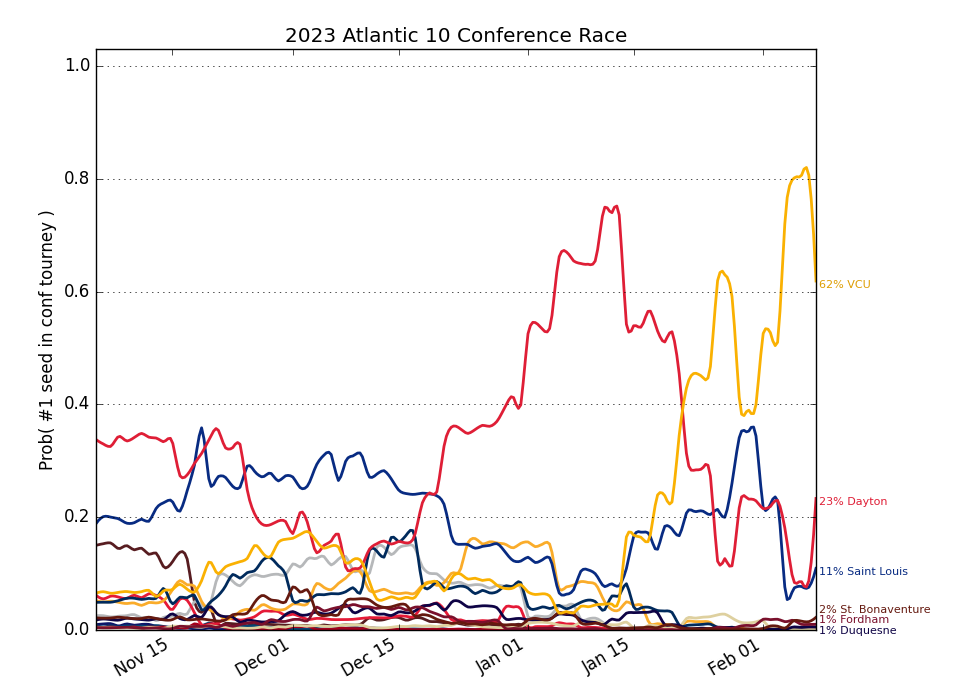 2023 Atlantic 10 Conference Race
Prob( #1 seed in conf tourney )
1.0
0.8
0.6
0.4
0.2
0.0
62% VCU
23% Dayton
11% Saint Louis
2% St. Bonaventure
1% Fordham
1% Duquesne
Nov 15
Dec 01
Dec 15
Jan 01
Jan 15
Feb 01